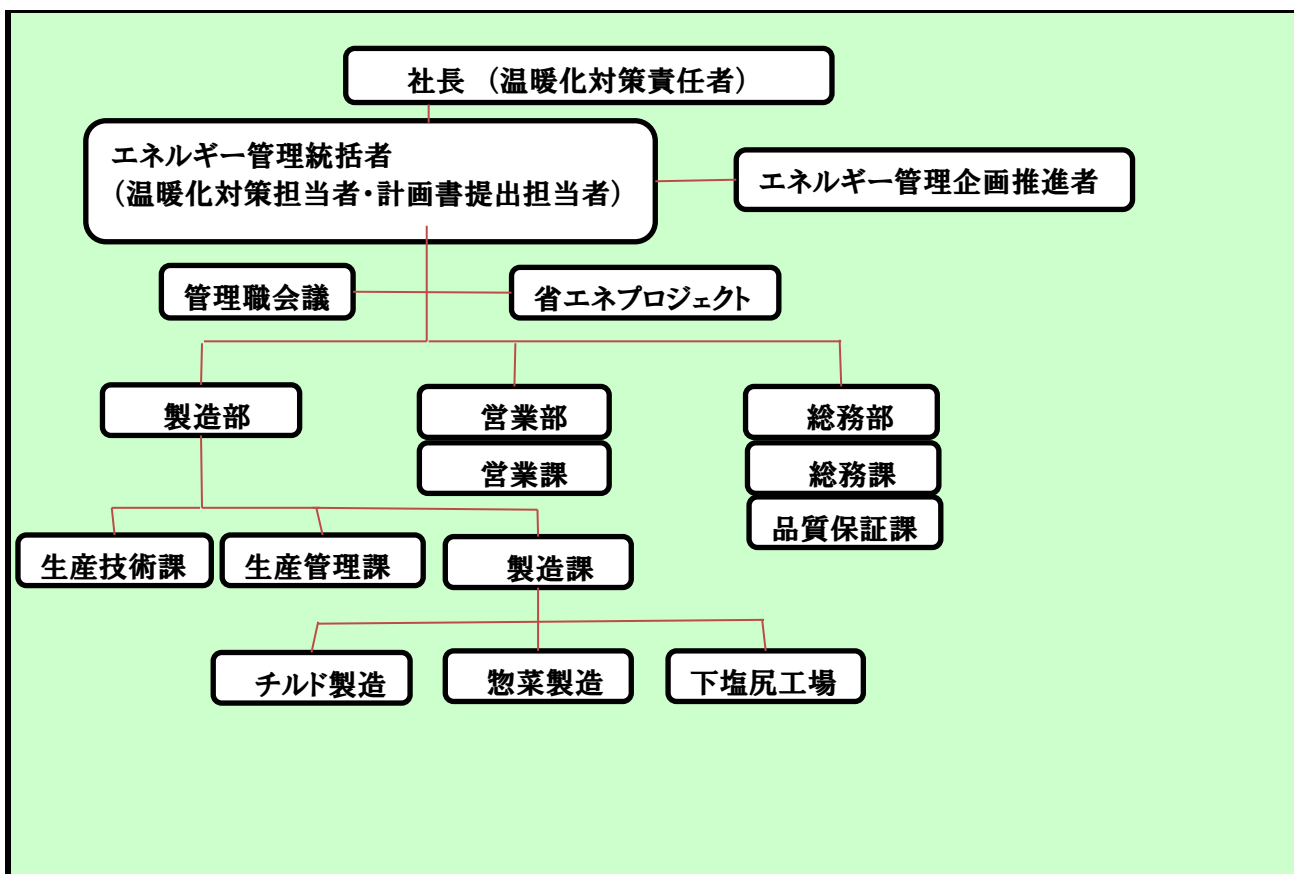 社長 （温暖化対策責任者）
エネルギー管理統括者
（温暖化対策担当者・計画書提出担当者）
エネルギー管理企画推進者
管理職会議
省エネプロジェクト
製造部
営業部
総務部
営業課
総務課
品質保証課
生産技術課
生産管理課
製造課
チルド製造
惣菜製造
下塩尻工場